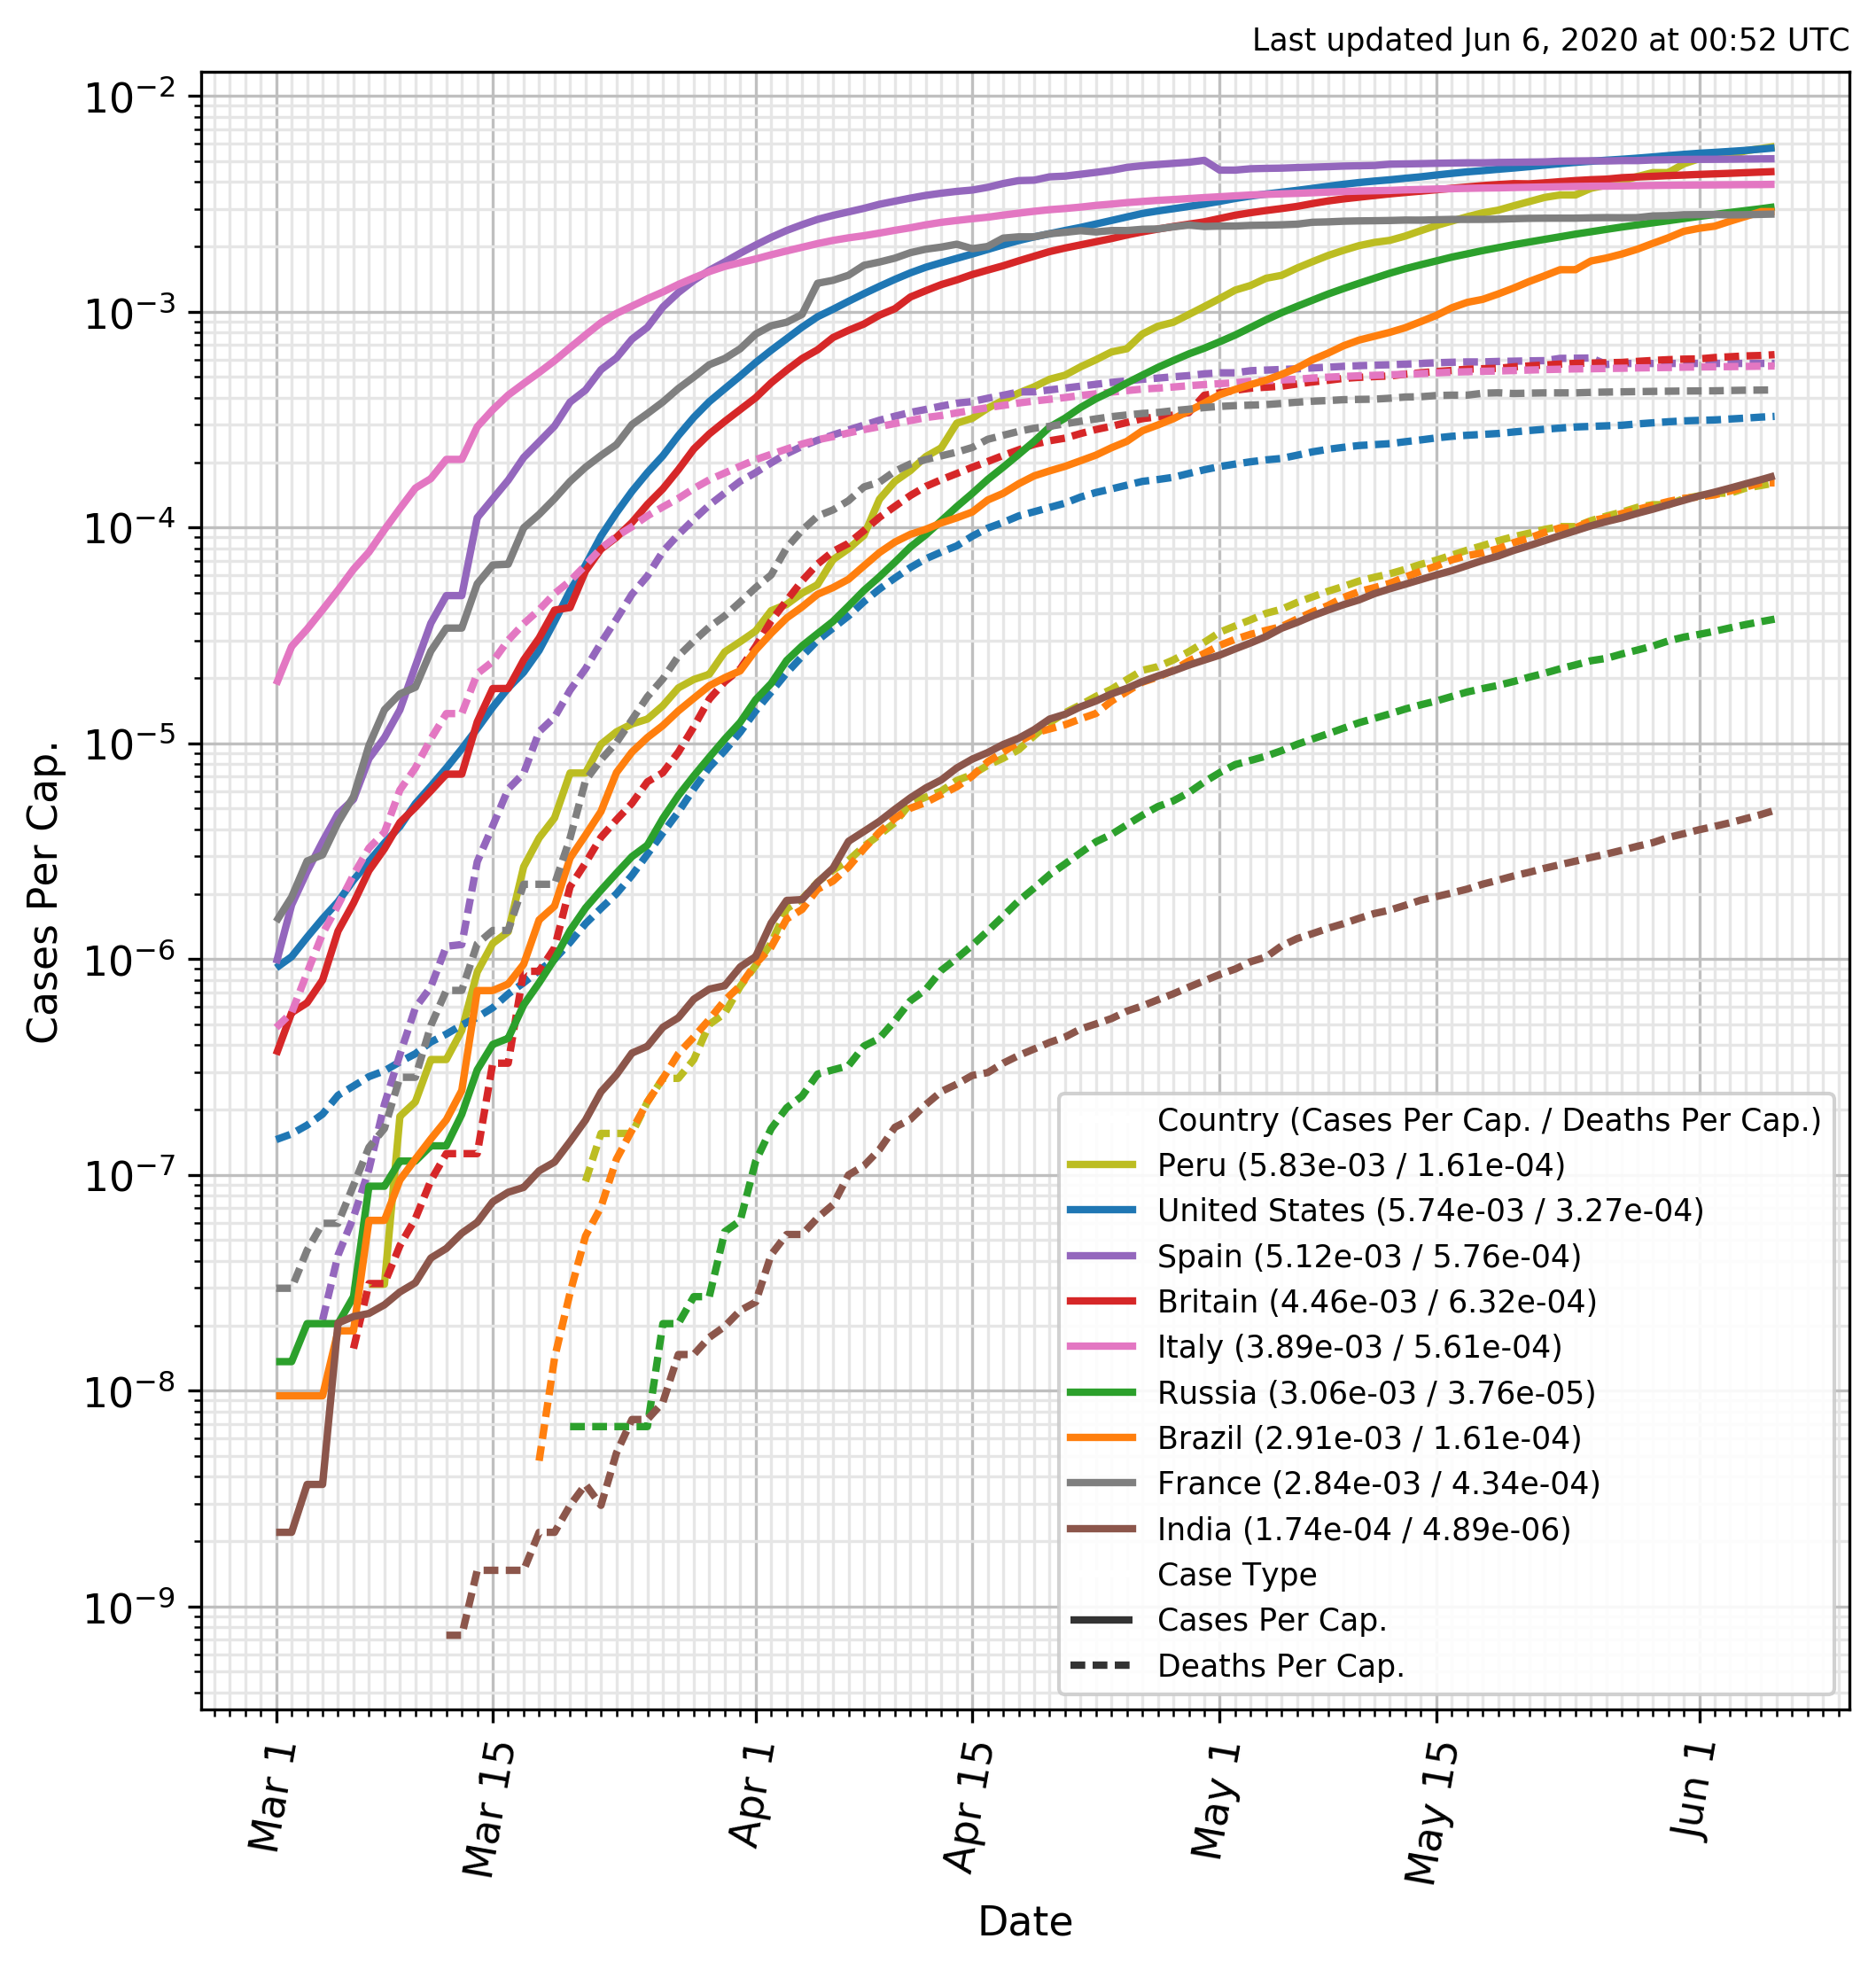 Last updated Jun 6, 2020 at 00:52 UTC
10⁻²
10⁻³
10⁻⁴
10⁻⁵
10⁻⁶
10⁻⁷
10⁻⁸
10⁻⁹
Cases Per Cap.
Country (Cases Per Cap. / Deaths Per Cap.)
Peru (5.83e-03 / 1.61e-04)
United States (5.74e-03 / 3.27e-04)
Spain (5.12e-03 / 5.76e-04)
Britain (4.46e-03 / 6.32e-04)
Italy (3.89e-03 / 5.61e-04)
Russia (3.06e-03 / 3.76e-05)
Brazil (2.91e-03 / 1.61e-04)
France (2.84e-03 / 4.34e-04)
India (1.74e-04 / 4.89e-06)
Case Type
Cases Per Cap.
Deaths Per Cap.
Mar 1
Mar 15
Apr 1
Apr 15
May 1
May 15
Jun 1
Date